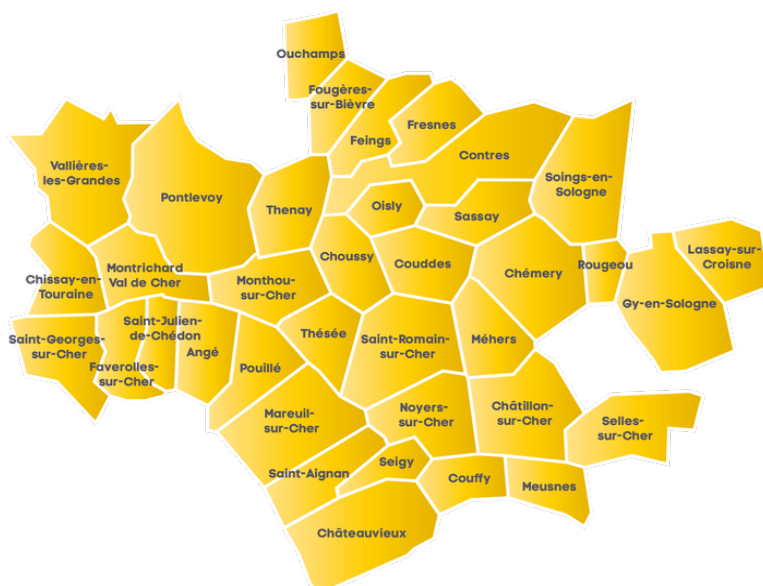 Ouchamps
Fougères-
sur-Bièvre
Feings
Fresnes
Contres
Vallières-
les-Grandes
Pontlevoy
Thenay
Oisly
Sassay
Soings-en-
Sologne
Chissay-en-
Touraine
Montrichard
Val de Cher
Monthou-
sur-Cher
Choussy
Couddes
Chémery
Rougeou
Lassay-sur-
Croisne
Gy-en-Sologne
Saint-Georges-
sur-Cher
Faverolles-
sur-Cher
Saint-Julien-
de-Chédon
Angé
Pouillé
Thésée
Saint-Romain-
sur-Cher
Méhers
Mareuil-
sur-Cher
Noyers-
sur-Cher
Châtillon-
sur-Cher
Selles-
sur-Cher
Saint-Aignan
Seigy
Couffy
Meusnes
Châteauvieux